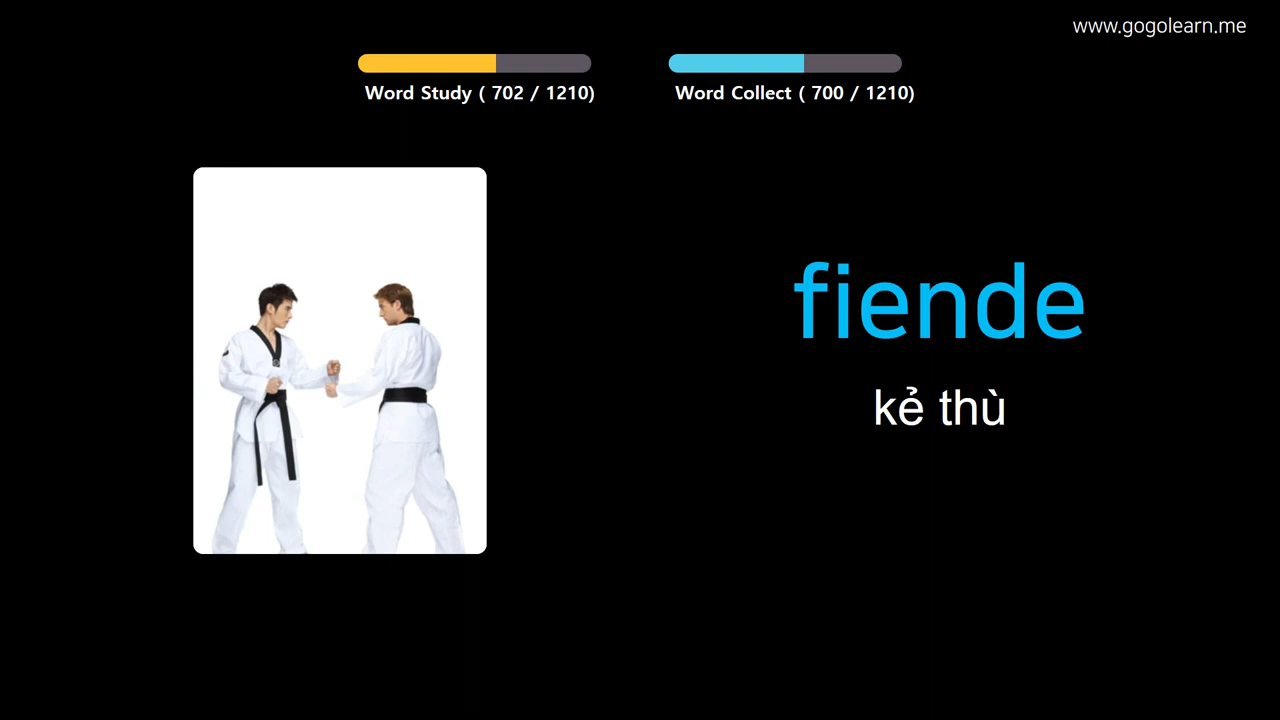 www.gogolearn.me
Word Study ( 702 / 1210)
Word Collect ( 700 / 1210)
fiende
kẻ thù